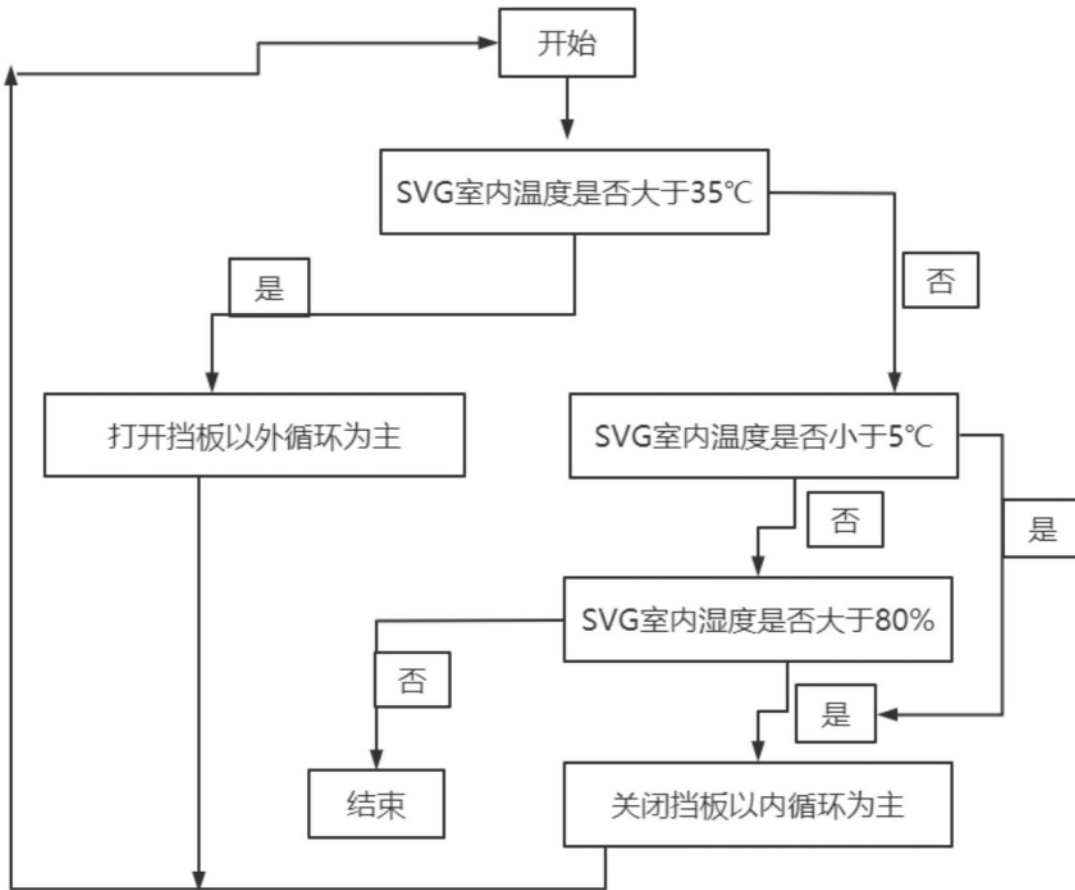 开始
SVG室内温度是否大于35℃
是
否
打开挡板以外循环为主
SVG室内温度是否小于5℃
否
是
SVG室内湿度是否大于80%
否
是
结束
关闭挡板以内循环为主